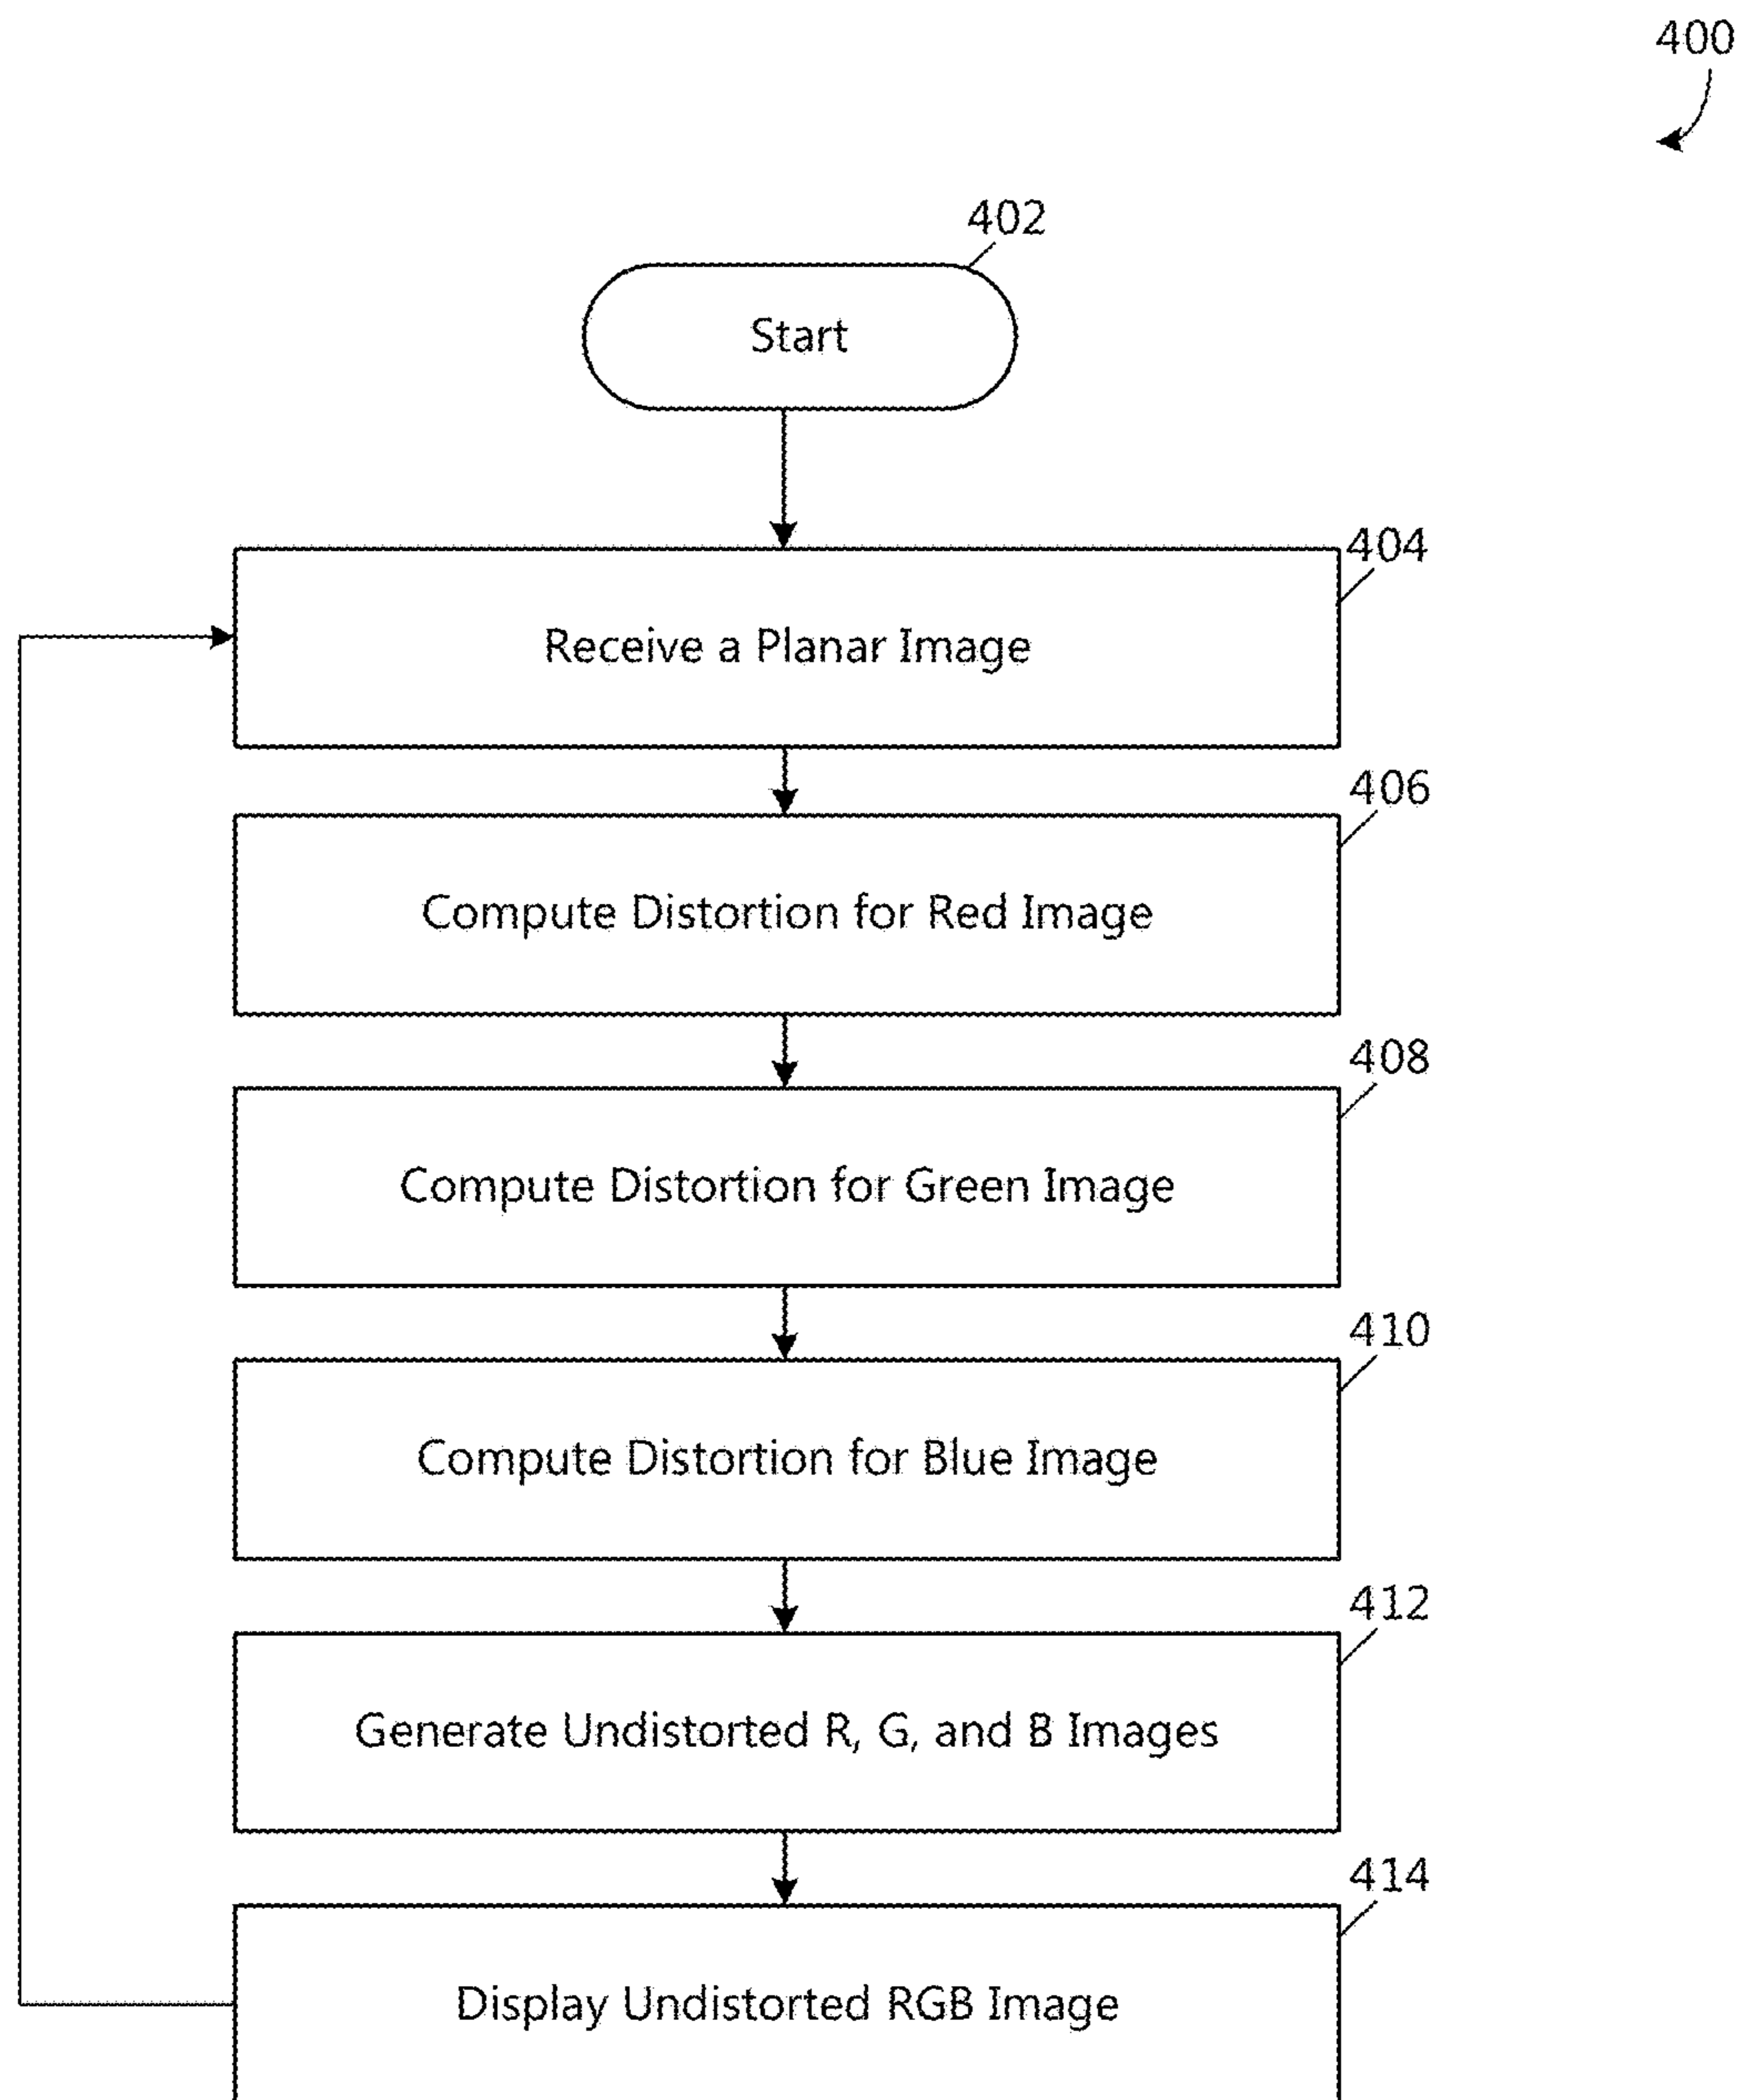 400
402
Start
404
Receive a Planar Image
406
Compute Distortion for Red Image
408
Compute Distortion for Green Image
410
Compute Distortion for Blue Image
412
Generate Undistorted R, G, and B Images
414
Display Undistorted RGB Image